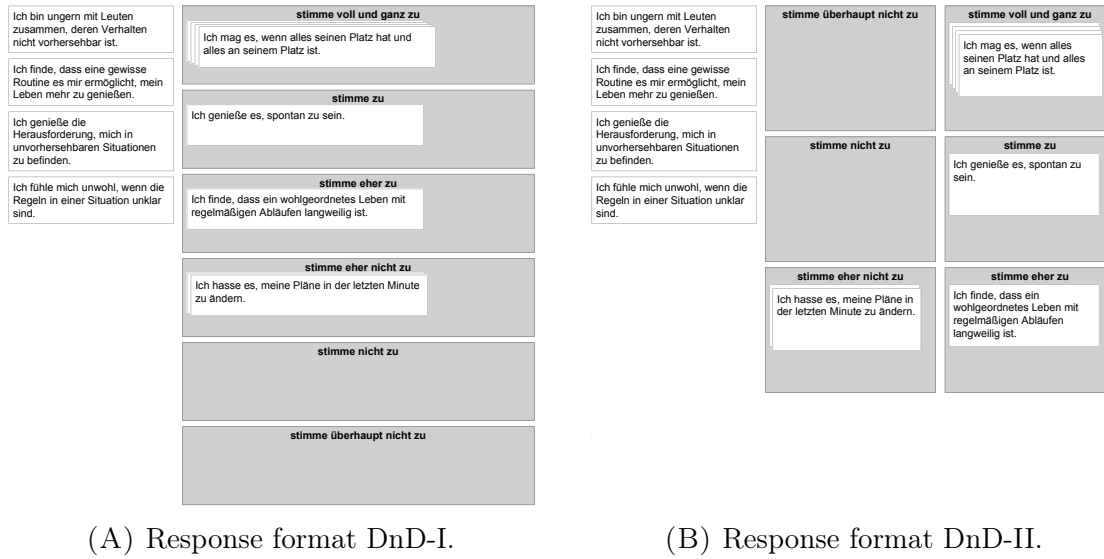 Ich bin ungern mit Leuten
zusammen, deren Verhalten
nicht vorhersehbar ist.
Ich finde, dass eine gewisse
Routine es mir ermöglicht, mein
Leben mehr zu genießen.
Ich genieße die
Herausforderung, mich in
unvorhersehbaren Situationen
zu befinden.
Ich fühle mich unwohl, wenn die
Regeln in einer Situation unklar
sind.
stimme voll und ganz zu
Ich mag es, wenn alles seinen Platz hat und
alles an seinem Platz ist.
stimme zu
Ich genieße es, spontan zu sein.
stimme eher zu
Ich finde, dass ein wohlgeordnetes Leben mit
regelmäßigen Abläufen langweilig ist.
stimme eher nicht zu
Ich hasse es, meine Pläne in der letzten Minute
zu ändern.
stimme nicht zu
stimme überhaupt nicht zu
(A) Response format DnD-I.
Ich bin ungern mit Leuten
zusammen, deren Verhalten
nicht vorhersehbar ist.
Ich finde, dass eine gewisse
Routine es mir ermöglicht, mein
Leben mehr zu genießen.
Ich genieße die
Herausforderung, mich in
unvorhersehbaren Situationen
zu befinden.
Ich fühle mich unwohl, wenn die
Regeln in einer Situation unklar
sind.
stimme überhaupt nicht zu
stimme voll und ganz zu
Ich mag es, wenn alles
seinen Platz hat und alles
an seinem Platz ist.
stimme nicht zu
stimme zu
Ich genieße es, spontan zu
sein.
stimme eher nicht zu
Ich hasse es, meine Pläne in
der letzten Minute zu ändern.
stimme eher zu
Ich finde, dass ein
wohlgeordnetes Leben mit
regelmäßigen Abläufen
langweilig ist.
(B) Response format DnD-II.